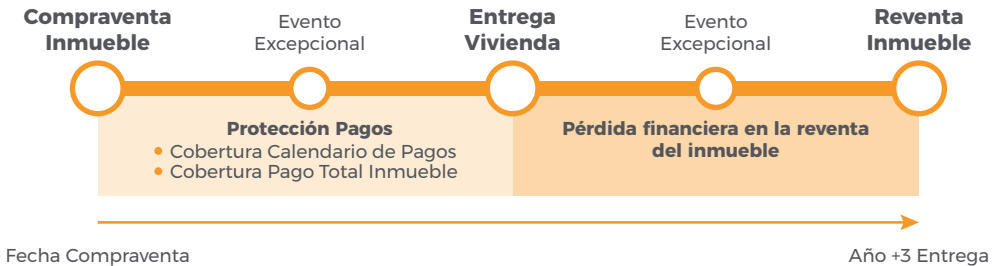 Compraventa
Inmueble
Evento
Excepcional
Entrega
Vivienda
Evento
Excepcional
Reventa
Inmueble
Protección Pagos
Cobertura Calendario de Pagos
Cobertura Pago Total Inmueble
Pérdida financiera en la reventa
del inmueble
Fecha Compraventa
Año +3 Entrega